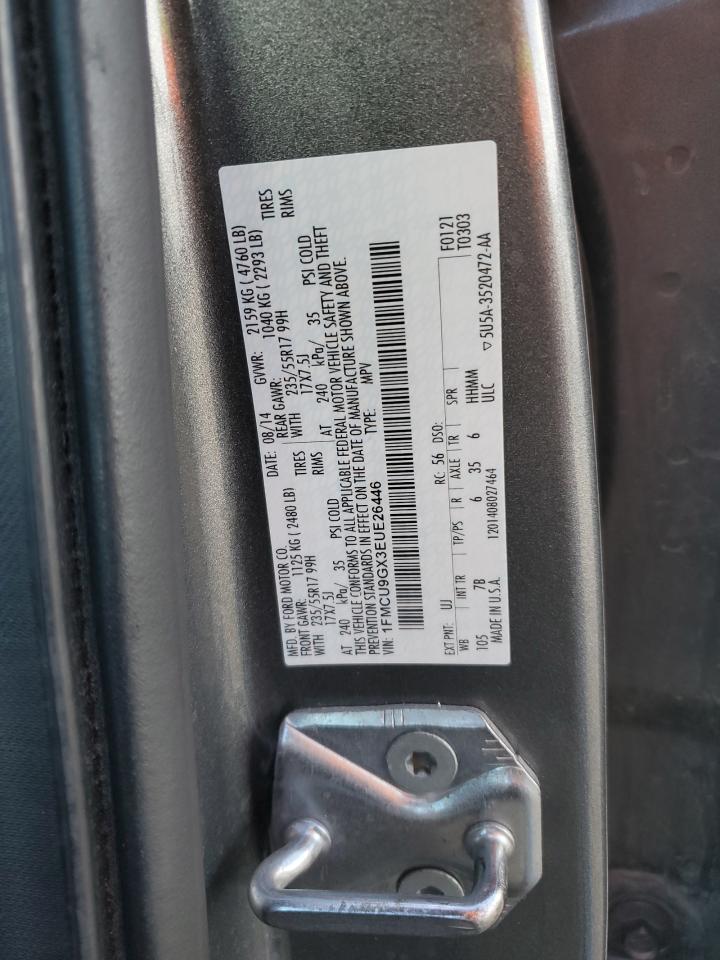 MFD. BY FORD MOTOR CO. DATE: 08/14 GVWR: 2159 KG ( 4760 LB)
FRONT GAWR: 1125 KG ( 2480 LB) REAR GAWR: 1040 KG ( 2293 LB)
WITH 235/55R17 99H TIRES WITH 235/55R17 99H TIRES
17X7.5J RIMS 17X7.5J RIMS
AT 240 kPa/ 35 PSI COLD AT 240 kPa/ 35 PSI COLD
THIS VEHICLE CONFORMS TO ALL APPLICABLE FEDERAL MOTOR VEHICLE SAFETY AND THEFT
PREVENTION STANDARDS IN EFFECT ON THE DATE OF MANUFACTURE SHOWN ABOVE.
VIN: 1FMCU9GX3EUE26446 TYPE: MPV
EXT PNT: UJ RC: 56 DSO: F0121
WB INT TR TP/PS R AXLE TR SPR T0303
105 7B 6 35 6 HHMM
MADE IN U.S.A. 1201408027464 ULC ▽5U5A-3520472-AA